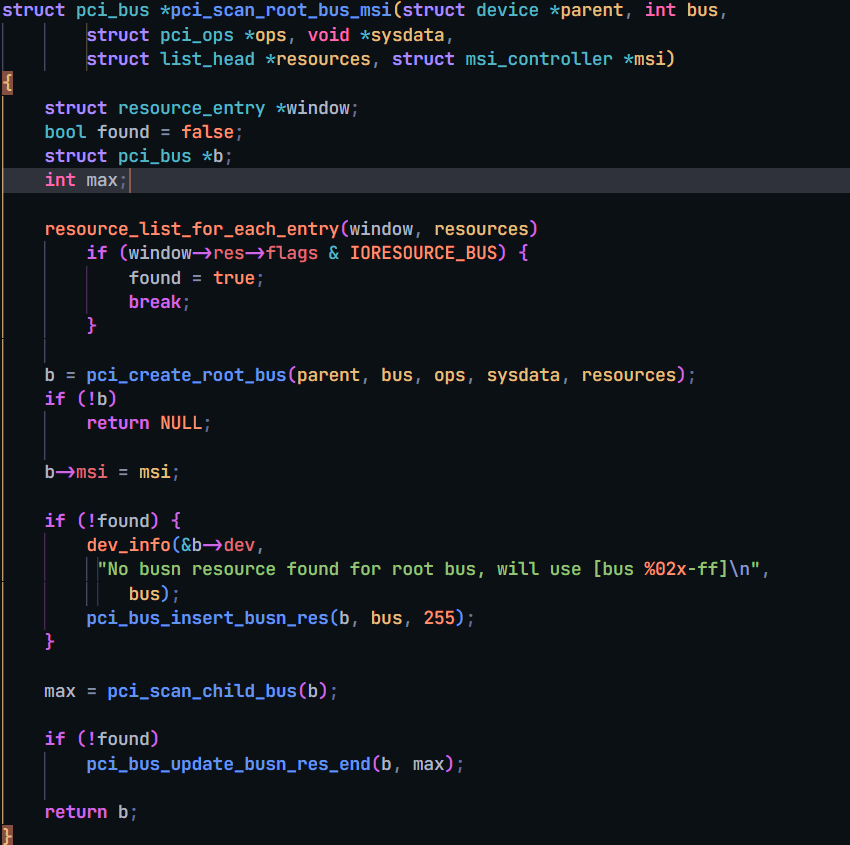 struct pci_bus *pci_scan_root_bus_msi(struct device *parent, int bus,
        struct pci_ops *ops, void *sysdata,
        struct list_head *resources, struct msi_controller *msi)
{
    struct resource_entry *window;
    bool found = false;
    struct pci_bus *b;
    int max;

    resource_list_for_each_entry(window, resources)
        if (window->res->flags & IORESOURCE_BUS) {
            found = true;
            break;
        }

    b = pci_create_root_bus(parent, bus, ops, sysdata, resources);
    if (!b)
        return NULL;

    b->msi = msi;

    if (!found) {
        dev_info(&b->dev,
         "No busn resource found for root bus, will use [bus %02x-ff]\n",
            bus);
        pci_bus_insert_busn_res(b, bus, 255);
    }

    max = pci_scan_child_bus(b);

    if (!found)
        pci_bus_update_busn_res_end(b, max);

    return b;
}